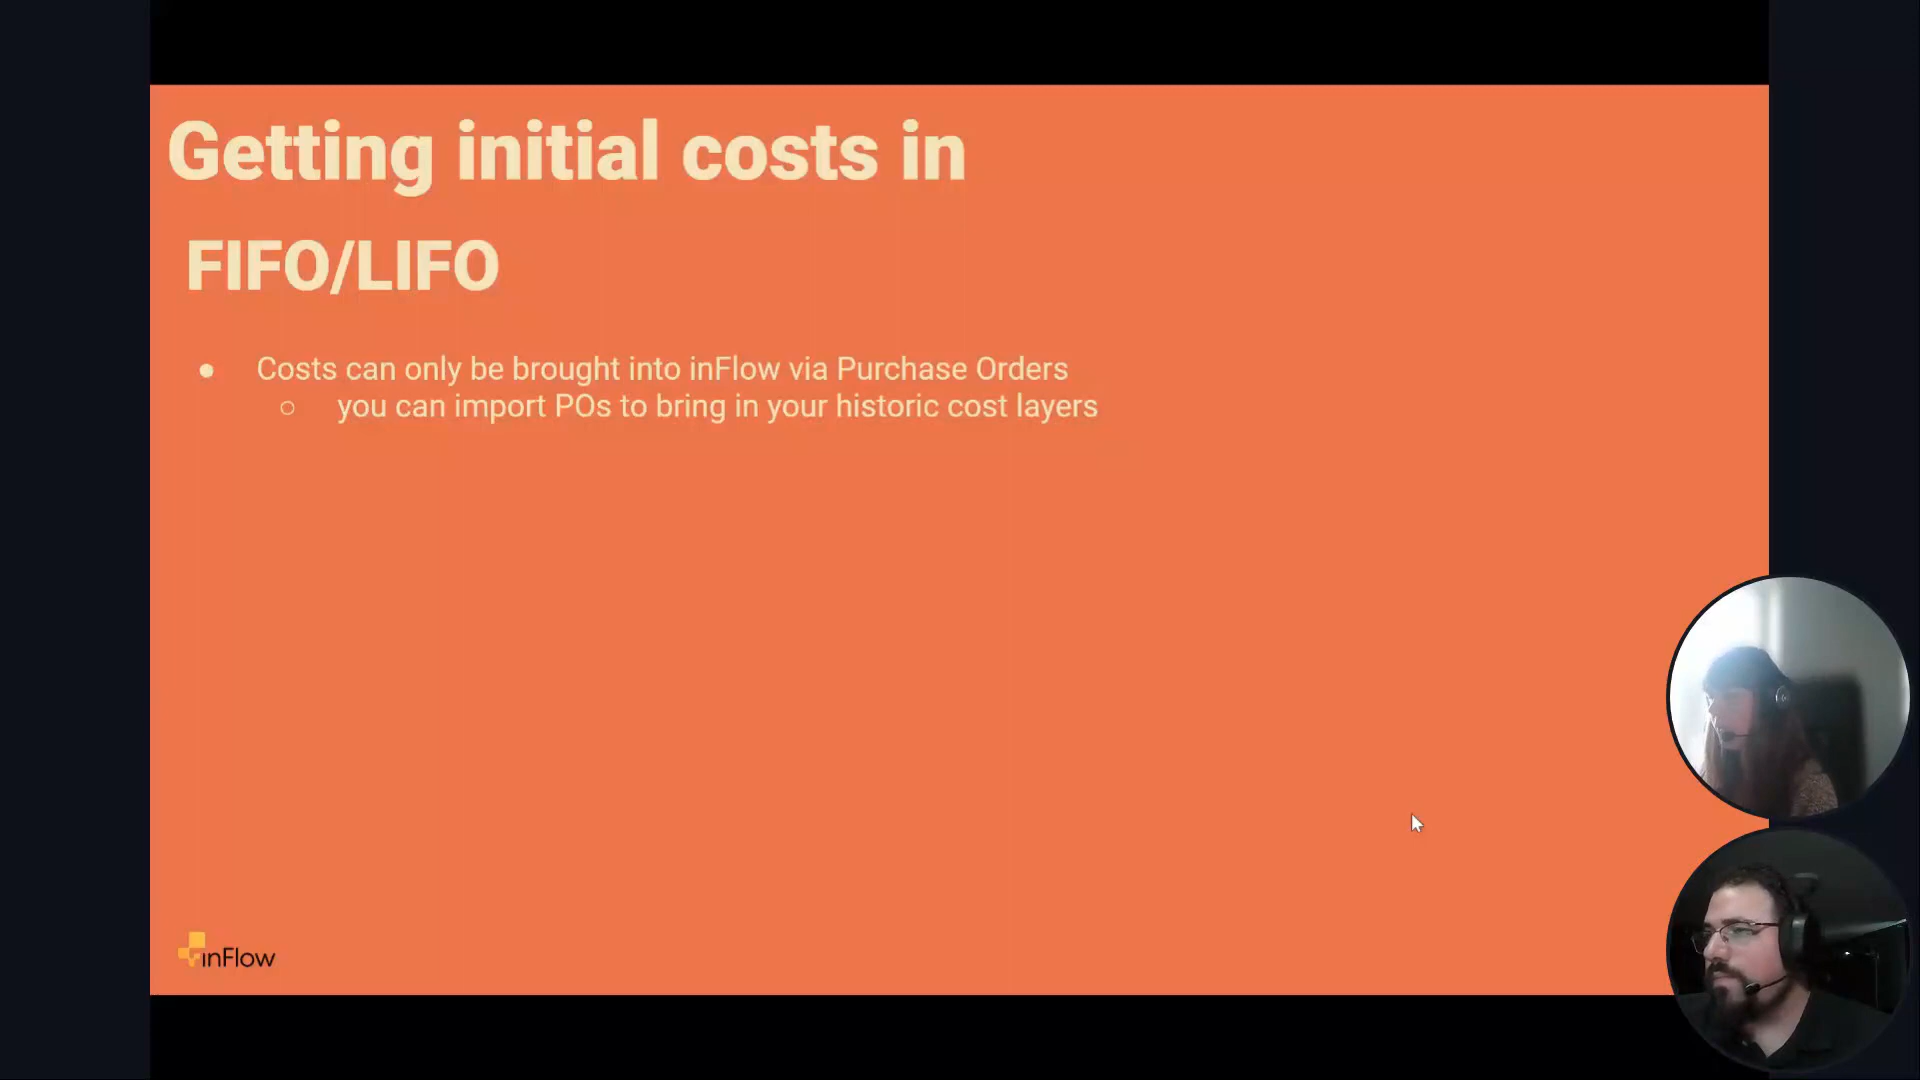 Getting initial costs in
FIFO/LIFO
● Costs can only be brought into inFlow via Purchase Orders
○ you can import POs to bring in your historic cost layers
inFlow